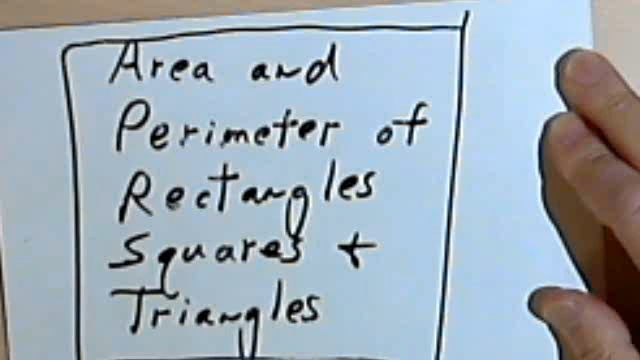 Area and
Perimeter of
Rectangles
Squares +
Triangles